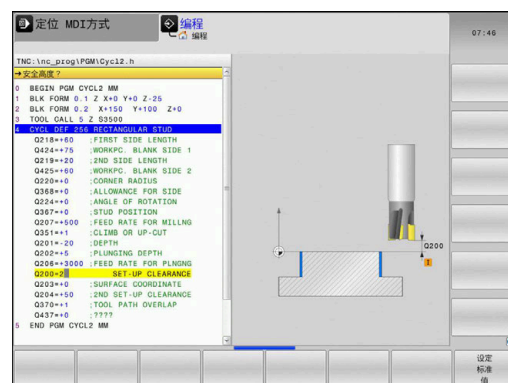 定位 MDI方式
编程
编程
07:46
TNC:\nc_prog\PGM\Cycl2.h
→安全高度？
0 BEGIN PGM CYCL2 MM
1 BLK FORM 0.1 Z X+0 Y+0 Z-25
2 BLK FORM 0.2 X+150 Y+100 Z+0
3 TOOL CALL 5 Z S3500
4 CYCL DEF 256 RECTANGULAR STUD
Q218=+60 ;FIRST SIDE LENGTH
Q424=+75 ;WORKPC. BLANK SIDE 1
Q219=+20 ;2ND SIDE LENGTH
Q425=+60 ;WORKPC. BLANK SIDE 2
Q220=+0 ;CORNER RADIUS
Q368=+0 ;ALLOWANCE FOR SIDE
Q224=+0 ;ANGLE OF ROTATION
Q367=+0 ;STUD POSITION
Q207=+500 ;FEED RATE FOR MILLNG
Q351=+1 ;CLIMB OR UP-CUT
Q201=-20 ;DEPTH
Q202=+5 ;PLUNGING DEPTH
Q206=+3000 ;FEED RATE FOR PLNGNG
Q200=2 SET-UP CLEARANCE
Q203=+0 ;SURFACE COORDINATE
Q204=+50 ;2ND SET-UP CLEARANCE
Q370=+1 ;TOOL PATH OVERLAP
Q437=+0 ;????
5 END PGM CYCL2 MM
Q200
I
设定
标准
值